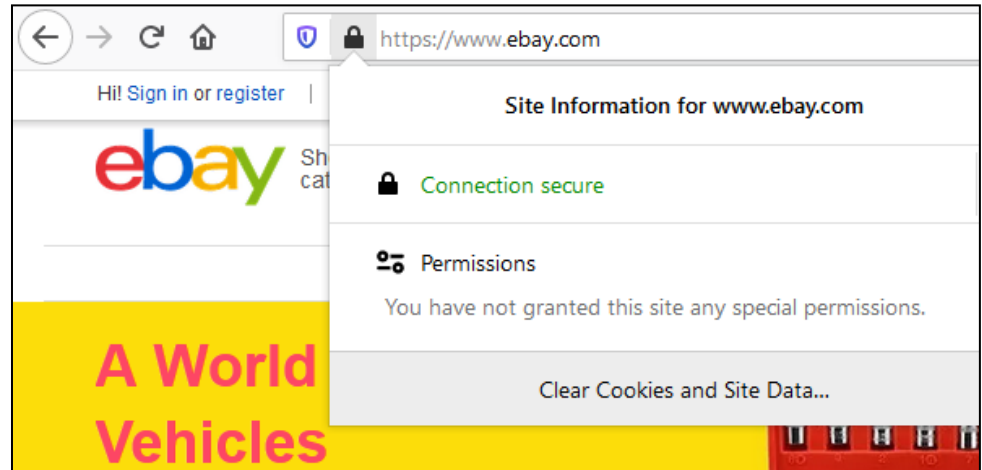 https://www.ebay.com
Hi! Sign in or register |
Site Information for www.ebay.com
ebay
Connection secure
Permissions
You have not granted this site any special permissions.
A World
Vehicles
Clear Cookies and Site Data...